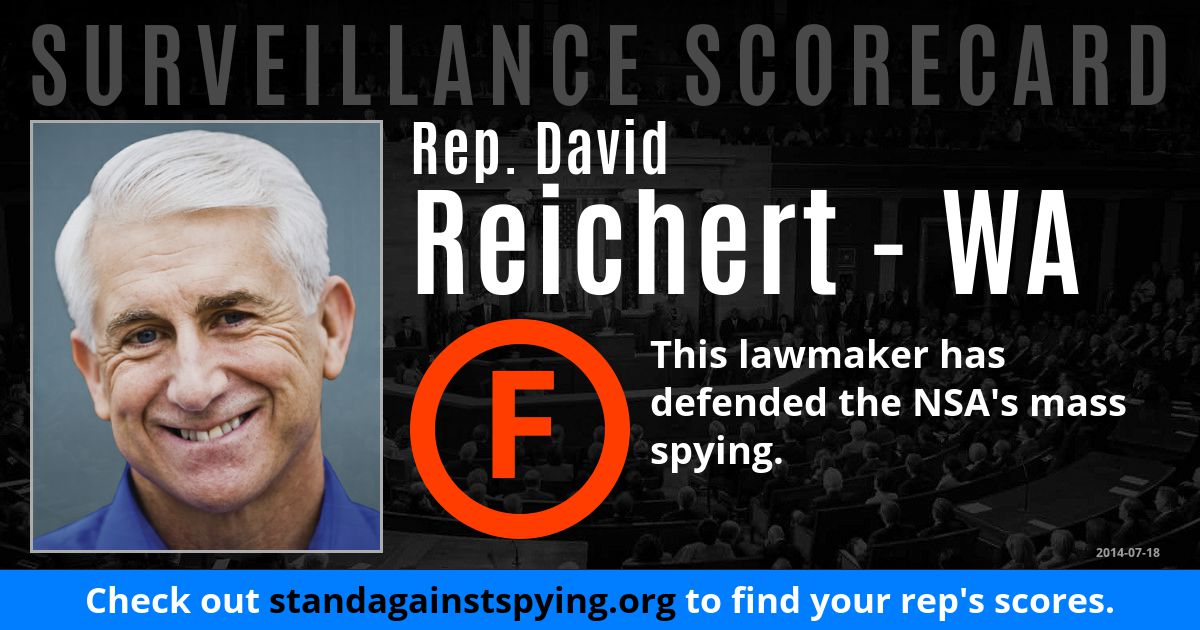 SURVEILLANCE SCORECARD
Rep. David
Reichert - WA
F
This lawmaker has
defended the NSA's mass
spying.
2014-07-18
Check out standagainstspying.org to find your rep's scores.